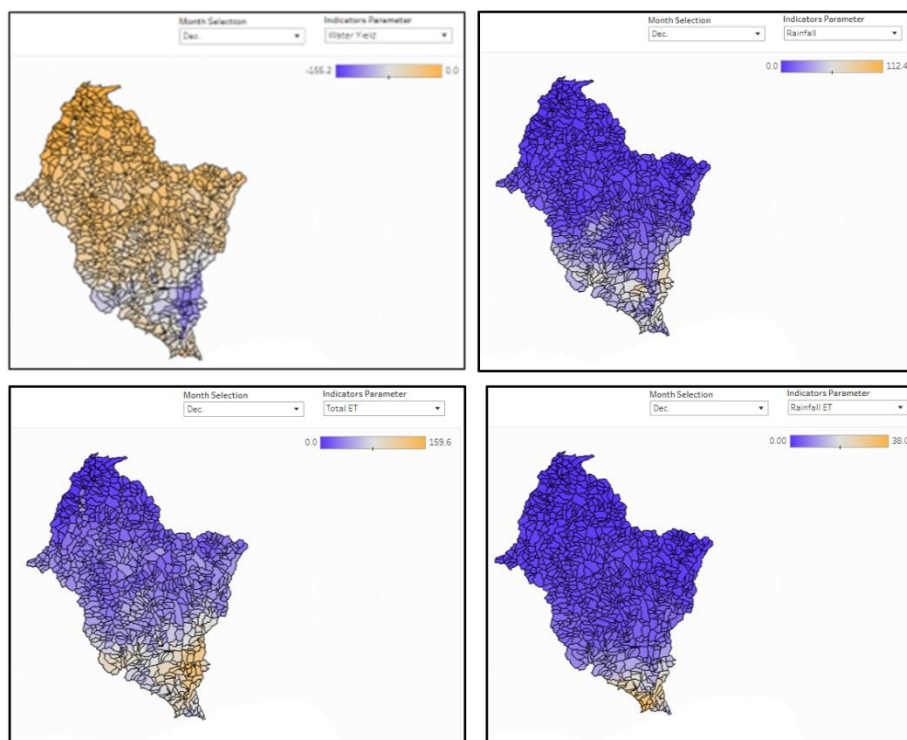 Month Selection Indicators Parameter
Dec. Water Yield
-155.2 0.0
Month Selection Indicators Parameter
Dec. Rainfall
0.0 112.4
Month Selection Indicators Parameter
Dec. Total ET
0.0 159.6
Month Selection Indicators Parameter
Dec. Rainfall ET
0.00 38.0